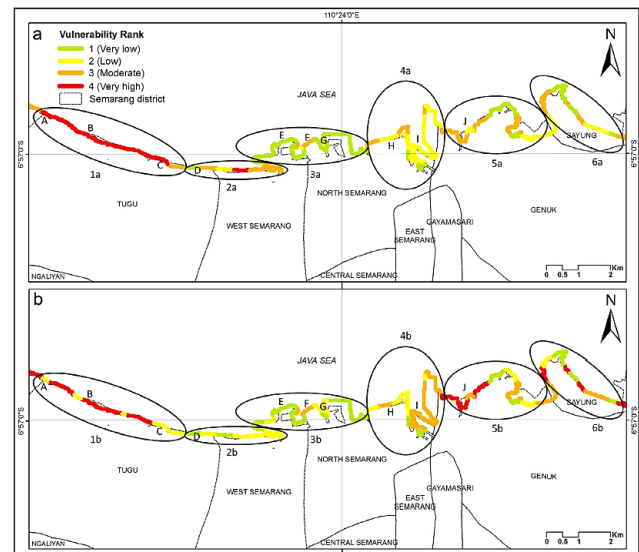 110°24'0"E
a
Vulnerability Rank
1 (Very low)
2 (Low)
3 (Moderate)
4 (Very high)
Semarang district
N
JAVA SEA
4a
A
B
C
D
E
F
G
H
I
J
6°57'0"S
6°57'0"S
1a
2a
3a
5a
6a
SAYUNG
TUGU
WEST SEMARANG
NORTH SEMARANG
EAST
SEMARANG
GAYAMASARI
GENUK
CENTRAL SEMARANG
NGALIYAN
0 0.5 1 2
Km
b
N
JAVA SEA
4b
A
B
C
D
E
F
G
H
I
J
6°57'0"S
6°57'0"S
1b
2b
3b
5b
6b
SAYUNG
TUGU
WEST SEMARANG
NORTH SEMARANG
EAST
SEMARANG
GAYAMASARI
GENUK
CENTRAL SEMARANG
NGALIYAN
0 0.5 1 2
Km